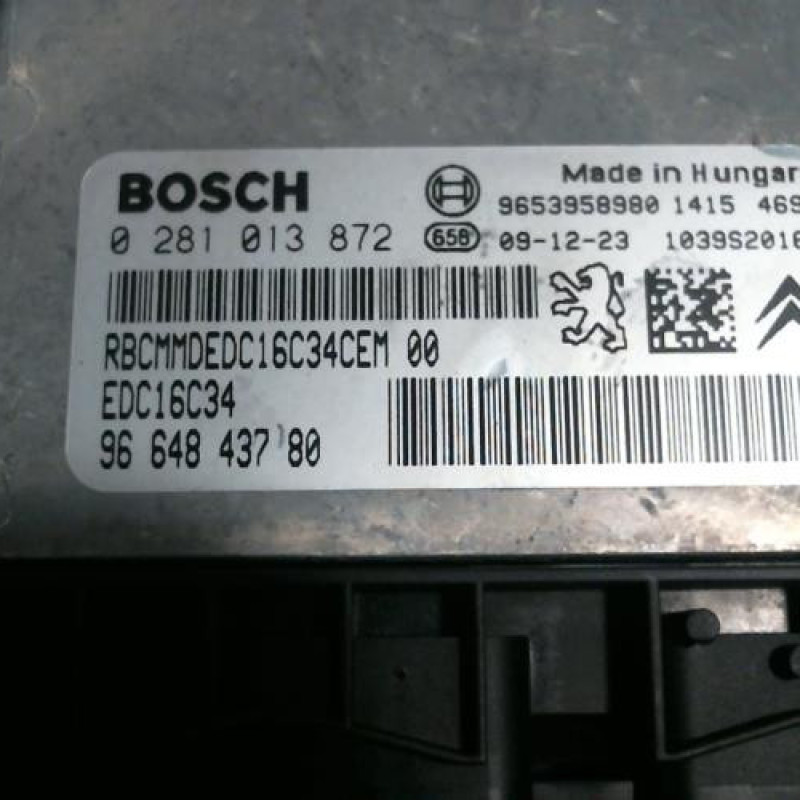 BOSCH
Made in Hungar
9653958980 1415 469
0 281 013 872
658 09-12-23 1039S2016
RBCMMDEDC16C34CEM 00
EDC16C34
96 648 437 80